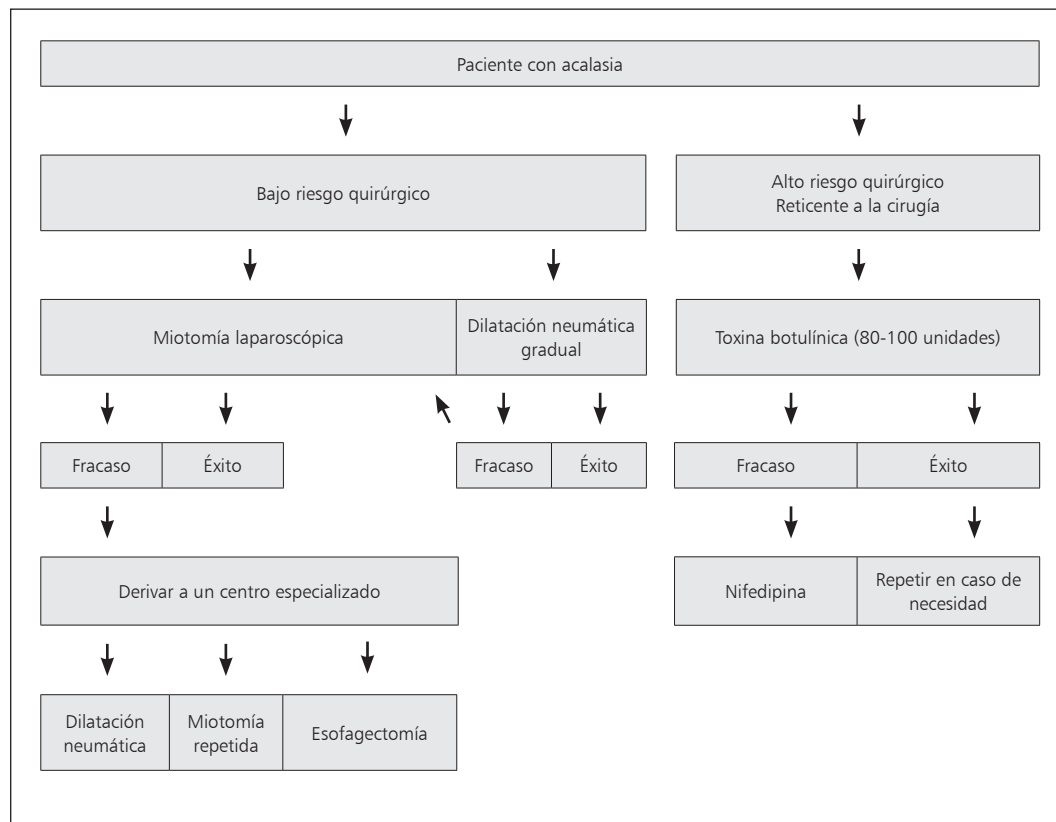 Paciente con acalasia
Bajo riesgo quirúrgico
Alto riesgo quirúrgico
Reticente a la cirugía
Miotomía laparoscópica
Dilatación neumática
gradual
Toxina botulínica (80-100 unidades)
Fracaso
Éxito
Fracaso
Éxito
Fracaso
Éxito
Derivar a un centro especializado
Nifedipina
Repetir en caso de
necesidad
Dilatación
neumática
Miotomía
repetida
Esofagectomía